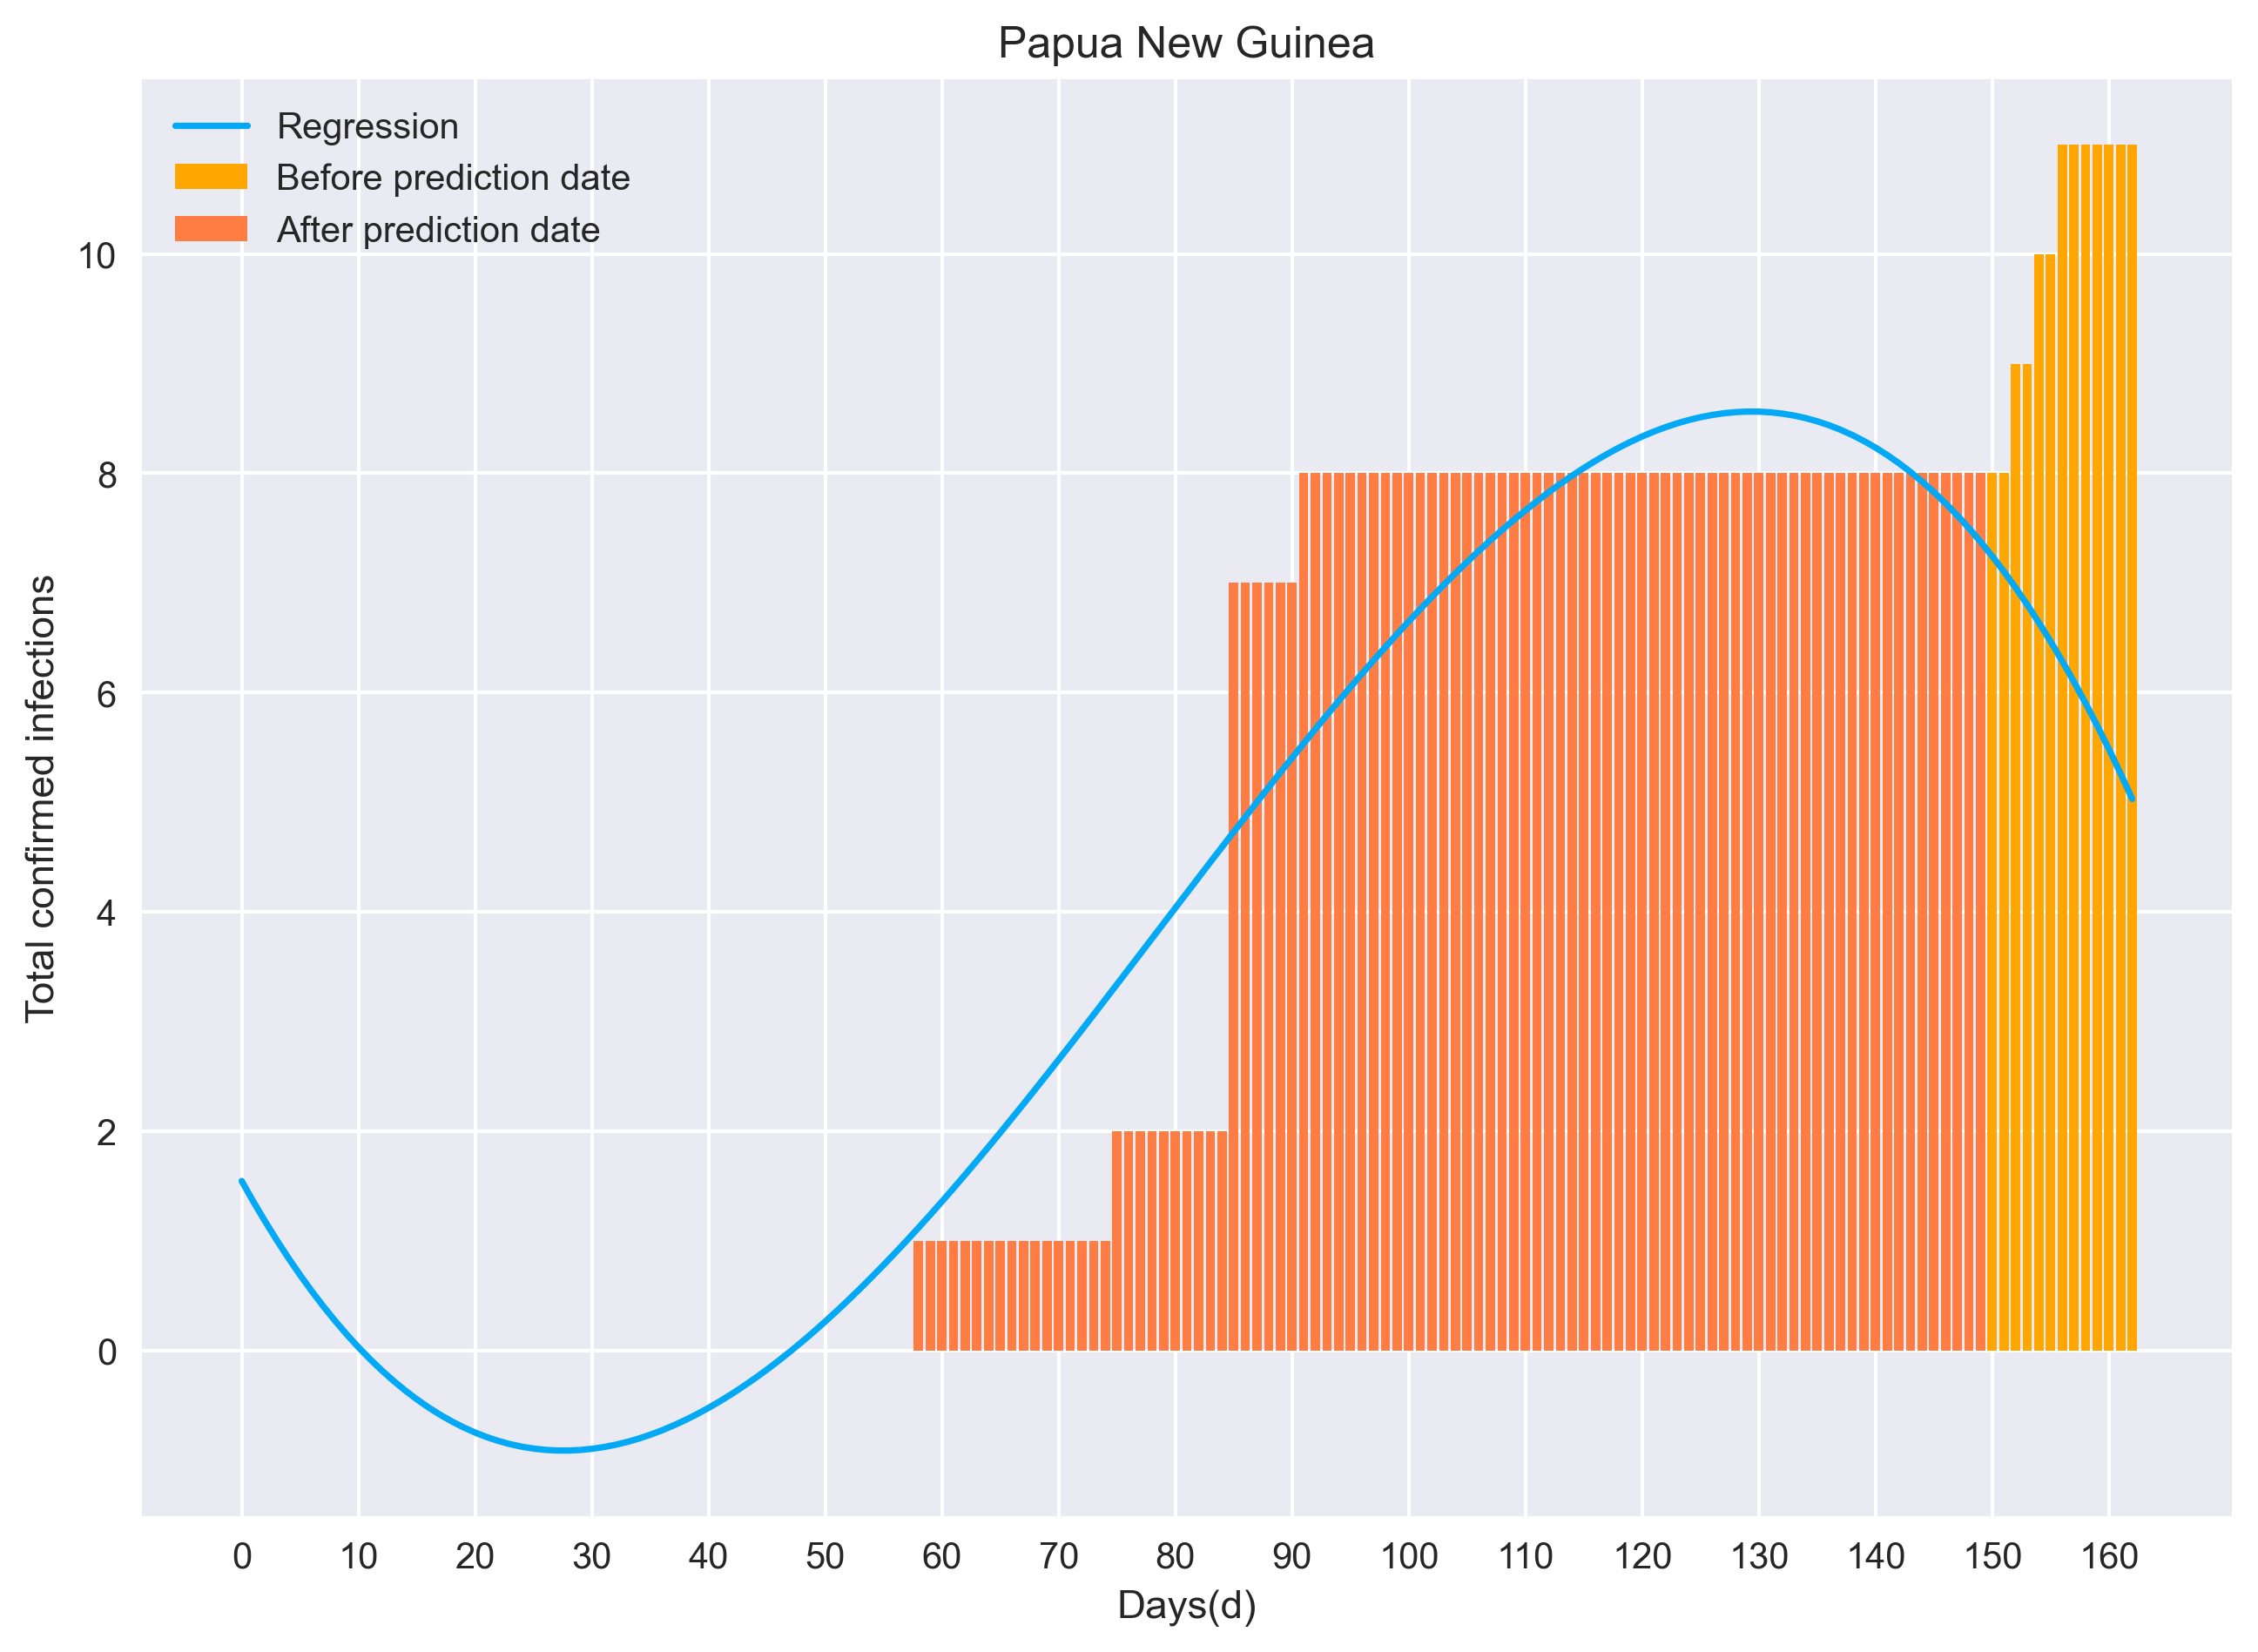 Papua New Guinea
Regression
Before prediction date
After prediction date
10
8
6
4
2
0
Total confirmed infections
0 10 20 30 40 50 60 70 80 90 100 110 120 130 140 150 160
Days(d)